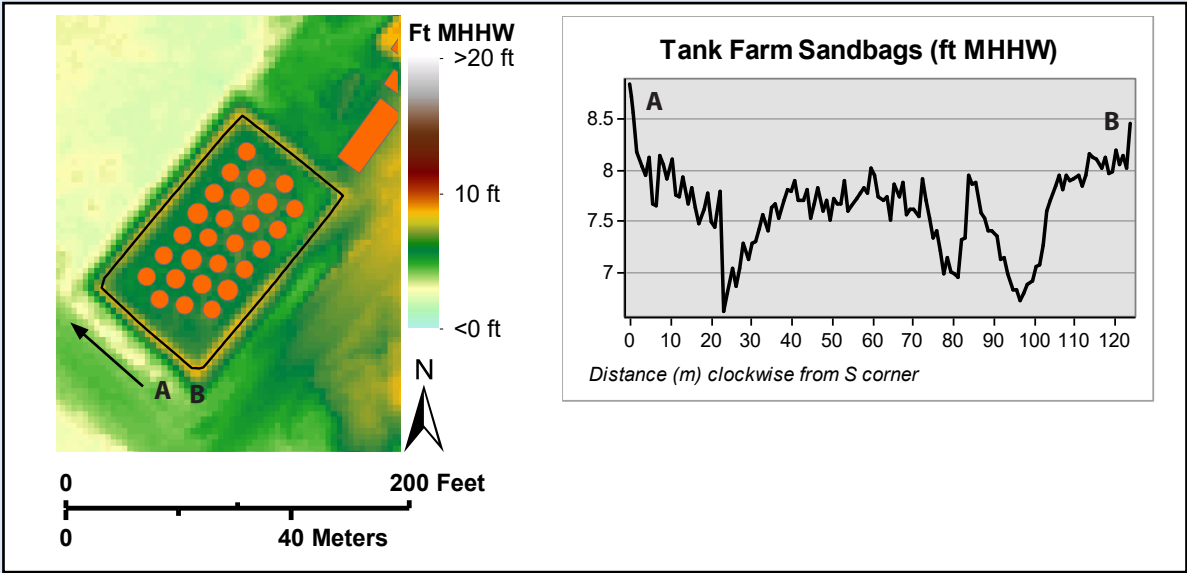 Ft MHHW
>20 ft
10 ft
<0 ft
A
B
N
0 200 Feet
0 40 Meters
Tank Farm Sandbags (ft MHHW)
A
B
8.5
8
7.5
7
0 10 20 30 40 50 60 70 80 90 100 110 120
Distance (m) clockwise from S corner